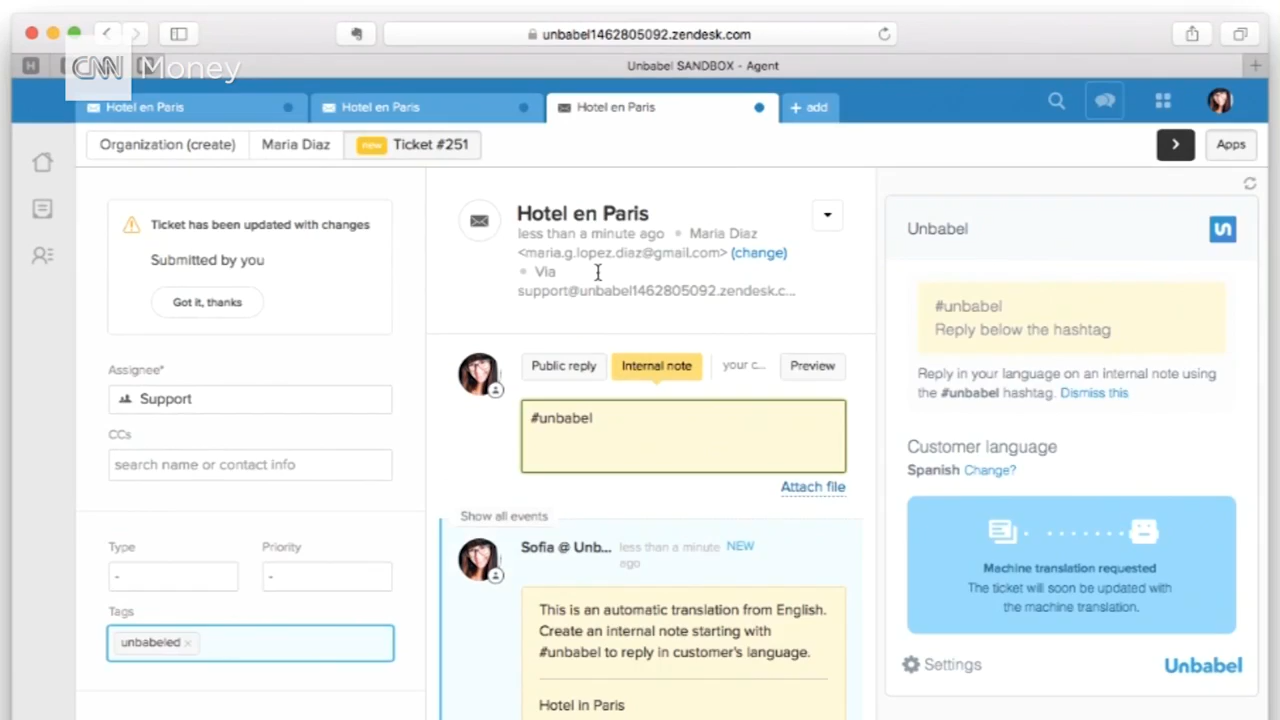 unbabel1462805092.zendesk.com
Unbabel SANDBOX - Agent
CNN Money
Hotel en Paris
Hotel en Paris
Hotel en Paris
+ add
Organization (create)
Maria Diaz
new Ticket #251
Apps
Ticket has been updated with changes
Submitted by you
Got it, thanks
Assignee*
Support
CCs
search name or contact info
Type
Priority
-
-
Tags
unbabeled ×
Hotel en Paris
less than a minute ago • Maria Diaz
<maria.g.lopez.diaz@gmail.com> (change)
• Via
support@unbabel1462805092.zendesk.c...
Public reply
Internal note
your c...
Preview
#unbabel
Attach file
Show all events
Sofia @ Unb...
less than a minute
ago
NEW
This is an automatic translation from English.
Create an internal note starting with
#unbabel to reply in customer's language.
Hotel in Paris
Unbabel
#unbabel
Reply below the hashtag
Reply in your language on an internal note using
the #unbabel hashtag. Dismiss this
Customer language
Spanish Change?
Machine translation requested
The ticket will soon be updated with
the machine translation.
Settings
Unbabel